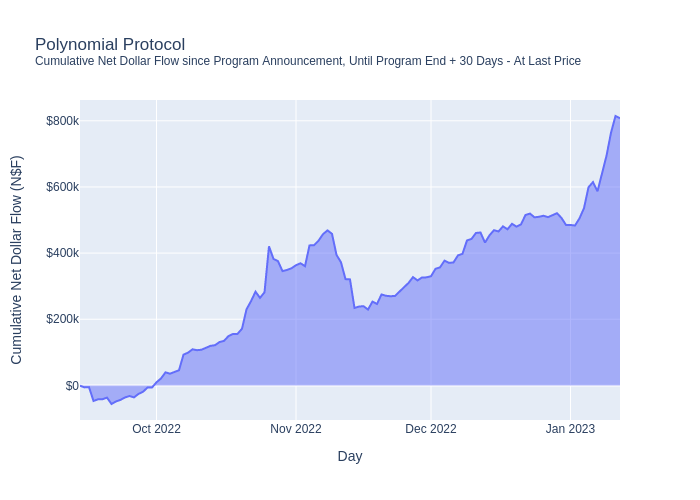 Polynomial Protocol
Cumulative Net Dollar Flow since Program Announcement, Until Program End + 30 Days - At Last Price
Cumulative Net Dollar Flow (N$F)
$800k
$600k
$400k
$200k
$0
Oct 2022
Nov 2022
Dec 2022
Jan 2023
Day